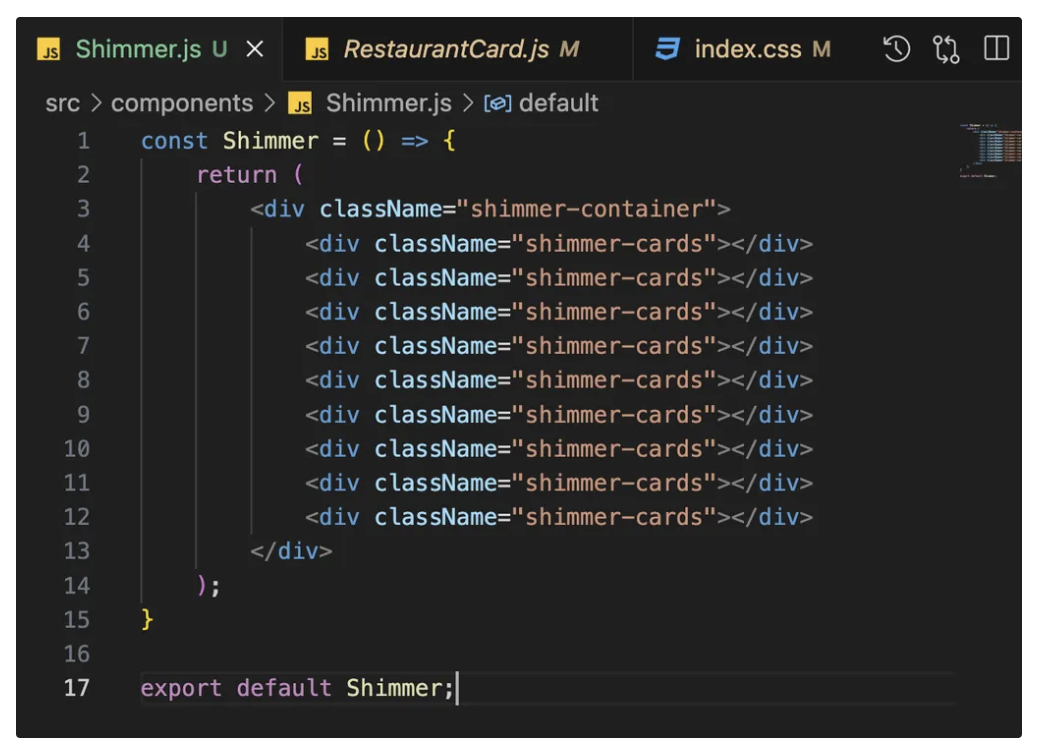 JS Shimmer.js U JS RestaurantCard.js M index.css M
src > components > JS Shimmer.js > default
1 const Shimmer = () => {
2     return (
3         <div className="shimmer-container">
4             <div className="shimmer-cards"></div>
5             <div className="shimmer-cards"></div>
6             <div className="shimmer-cards"></div>
7             <div className="shimmer-cards"></div>
8             <div className="shimmer-cards"></div>
9             <div className="shimmer-cards"></div>
10             <div className="shimmer-cards"></div>
11             <div className="shimmer-cards"></div>
12             <div className="shimmer-cards"></div>
13         </div>
14     );
15 }
16
17 export default Shimmer;